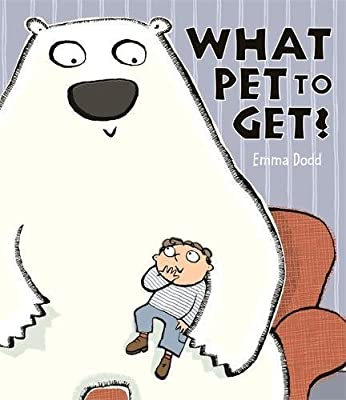 WHAT
PET TO
GET?
Emma Dodd